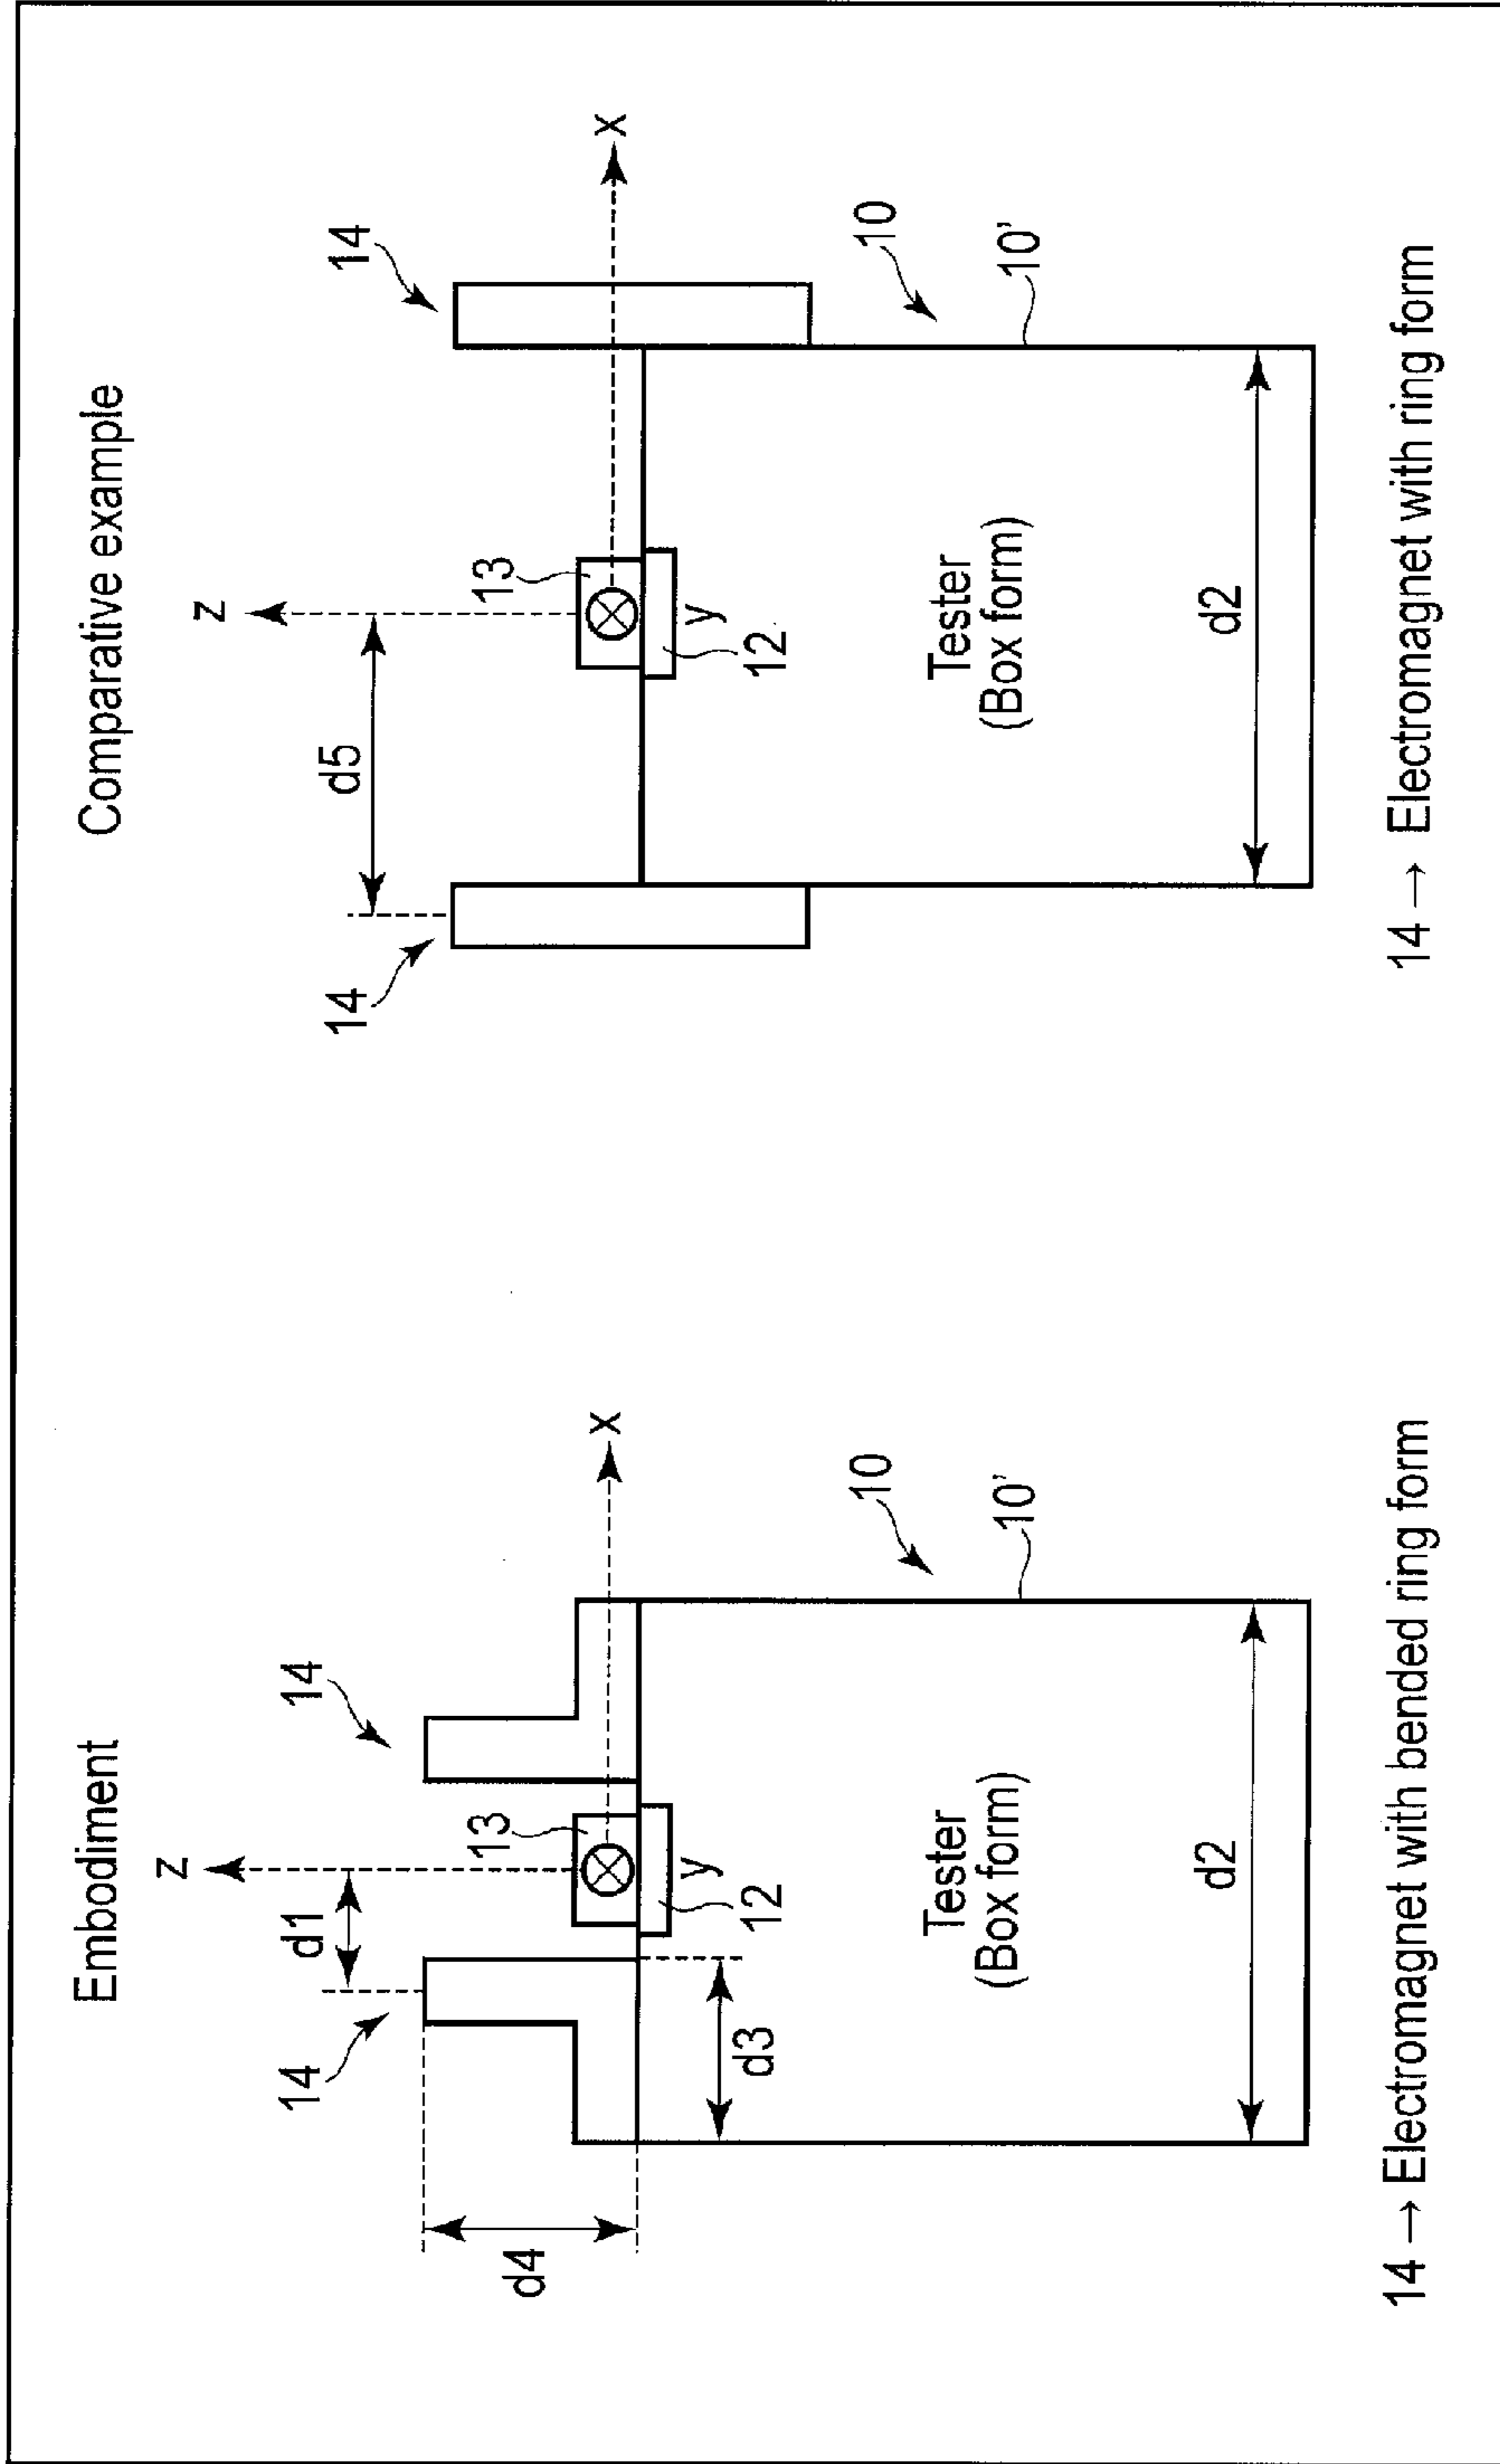 Embodiment
z
14
d1
14
13
x
d4
y
12
d3
10
10'
Tester
(Box form)
d2
14 → Electromagnet with bended ring form
Comparative example
z
14
d5
14
13
x
y
12
10
10'
Tester
(Box form)
d2
14 → Electromagnet with ring form